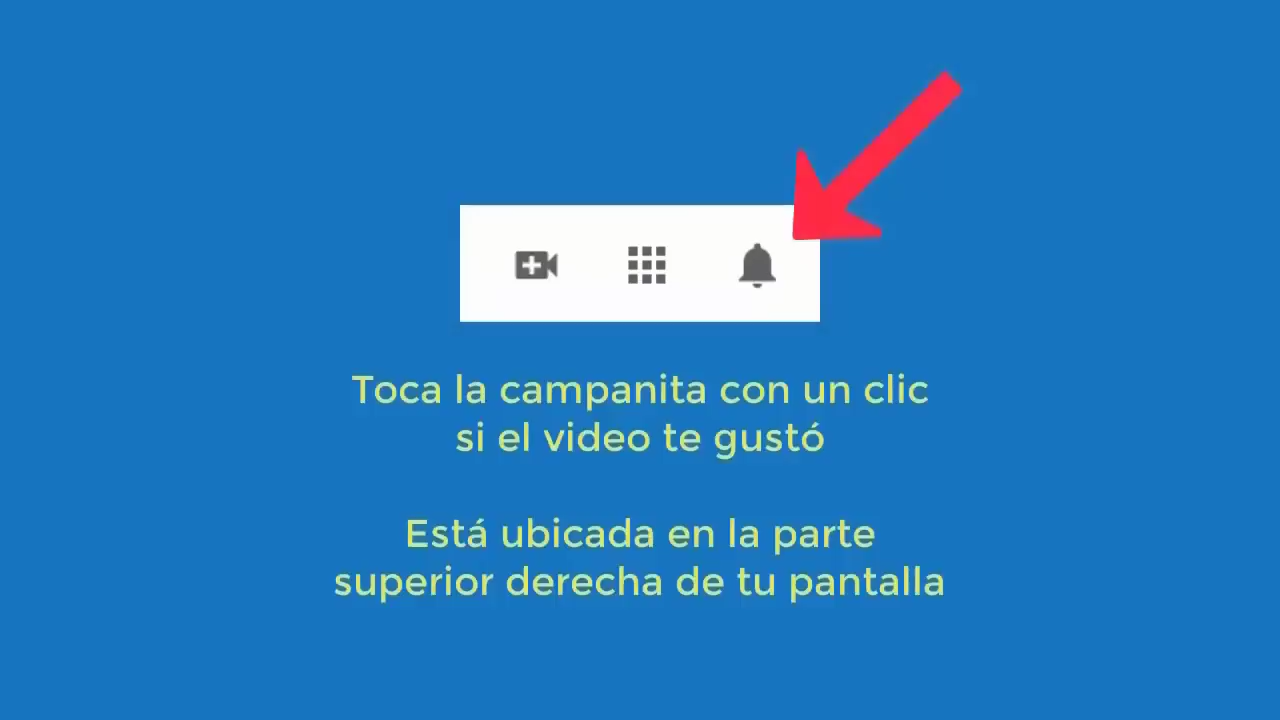 Toca la campanita con un clic
si el video te gustó
Está ubicada en la parte
superior derecha de tu pantalla